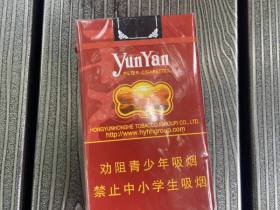 YunYan
FILTER CIGARETTES
HONGYUNHONGHE TOBACCO (GROUP) CO., LTD.
http://www.hyhhgroup.com
劝阻青少年吸烟
禁止中小学生吸烟